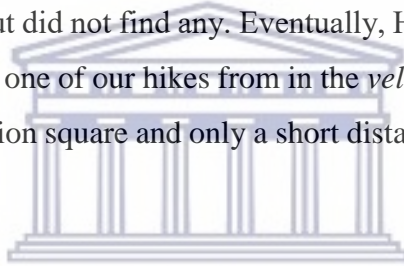 ut did not find any. Eventually, H
one of our hikes from in the vel
ion square and only a short dista